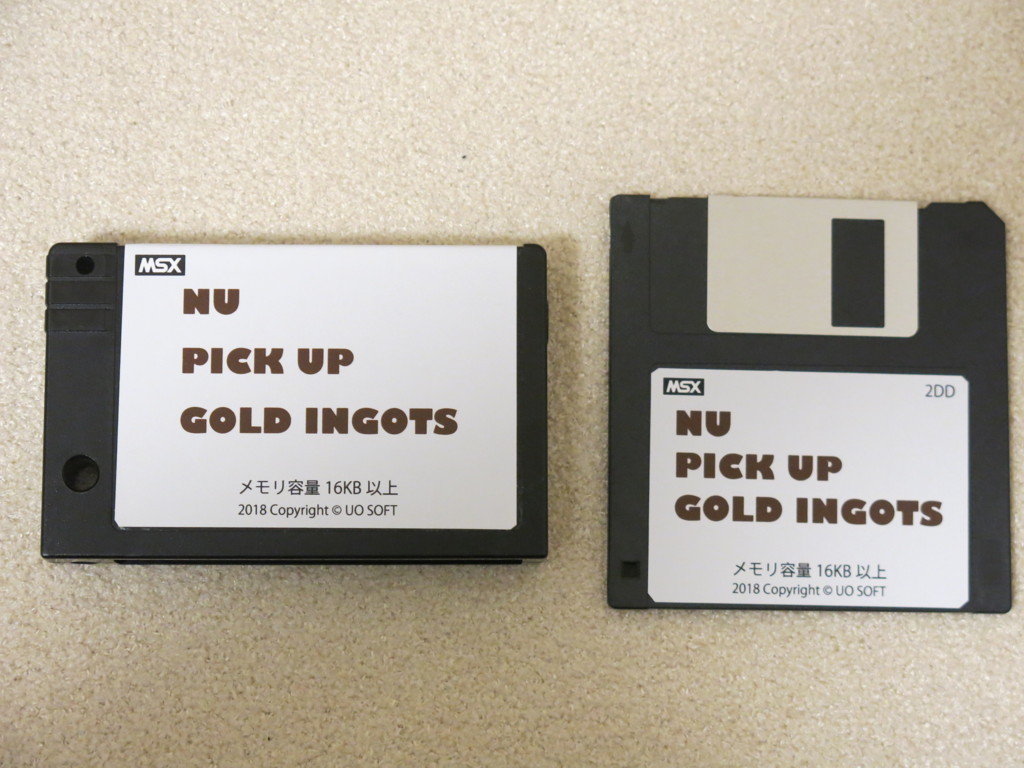 MSX
NU
PICK UP
GOLD INGOTS
メモリ容量 16KB 以上
2018 Copyright © UO SOFT
MSX
2DD
NU
PICK UP
GOLD INGOTS
メモリ容量 16KB 以上
2018 Copyright © UO SOFT